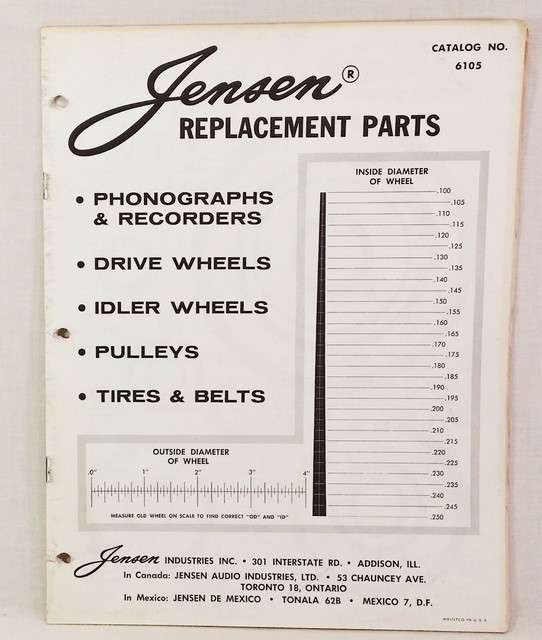 CATALOG NO.
6105
Jensen®
REPLACEMENT PARTS
• PHONOGRAPHS
& RECORDERS
• DRIVE WHEELS
• IDLER WHEELS
• PULLEYS
• TIRES & BELTS
INSIDE DIAMETER
OF WHEEL
.100
.105
.110
.115
.120
.125
.130
.135
.140
.145
.150
.155
.160
.165
.170
.175
.180
.185
.190
.195
.200
.205
.210
.215
.220
.225
.230
.235
.240
.245
.250
OUTSIDE DIAMETER
OF WHEEL
.0" 1" 2" 3" 4"
MEASURE OLD WHEEL ON SCALE TO FIND CORRECT "OD" AND "ID"
Jensen INDUSTRIES INC. • 301 INTERSTATE RD. • ADDISON, ILL.
In Canada: JENSEN AUDIO INDUSTRIES, LTD. • 53 CHAUNCEY AVE.
TORONTO 18, ONTARIO
In Mexico: JENSEN DE MEXICO • TONALA 62B • MEXICO 7, D.F.
PRINTED IN U.S.A.